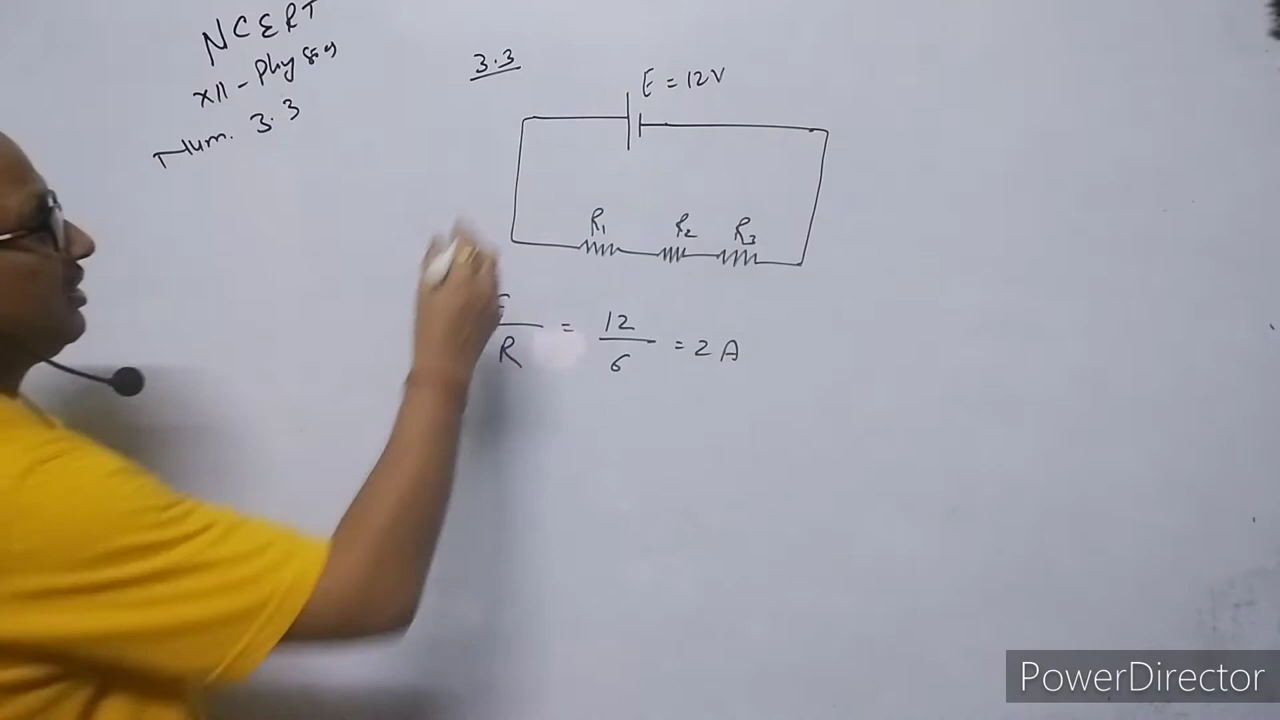 NCERT
XII - Physics
Num. 3.3
3.3
E = 12V
R1 R2 R3
E/R = 12/6 = 2 A
PowerDirector